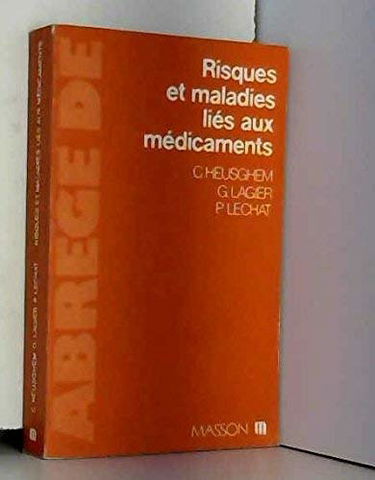 ABREGE DE
Risques
et maladies
liés aux
médicaments
C HEUSGHEM
G LAGIER
P LECHAT
MASSON m
C HEUSGHEM G LAGIER P LECHAT RISQUES ET MALADIES LIÉS AUX MÉDICAMENTS
m